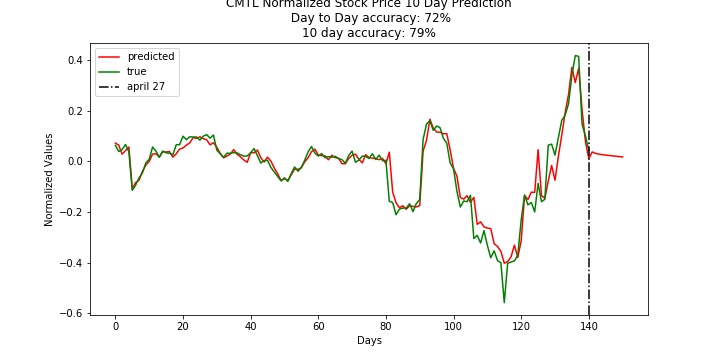 CMTL Normalized Stock Price 10 Day Prediction
Day to Day accuracy: 72%
10 day accuracy: 79%
predicted
true
april 27
Normalized Values
0.4
0.2
0.0
−0.2
−0.4
−0.6
0
20
40
60
80
100
120
140
Days